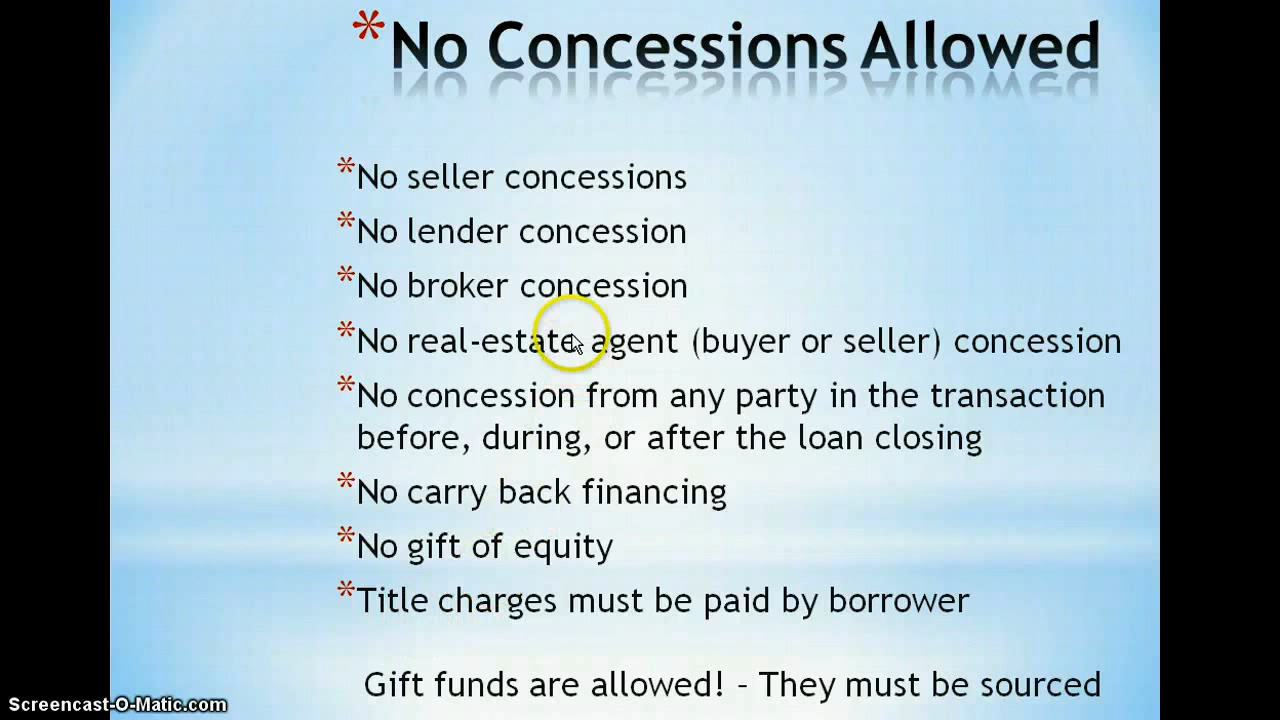 *No Concessions Allowed
*No seller concessions
*No lender concession
*No broker concession
*No real-estate agent (buyer or seller) concession
*No concession from any party in the transaction
before, during, or after the loan closing
*No carry back financing
*No gift of equity
*Title charges must be paid by borrower
Gift funds are allowed! – They must be sourced
Screencast-O-Matic.com